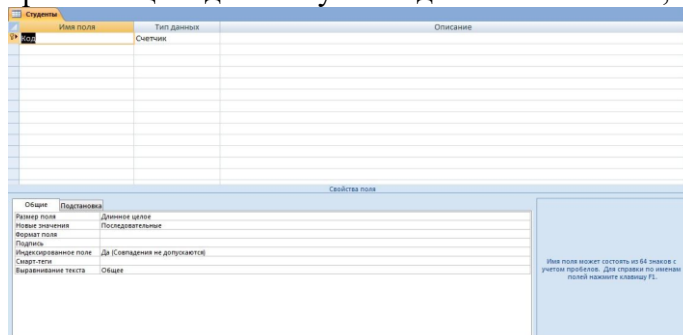 Студенты
Имя поля Тип данных Описание
Код Счетчик
Свойства поля
Общие Подстановка
Размер поля Длинное целое
Новые значения Последовательные
Формат поля
Подпись
Индексированное поле Да (Совпадения не допускаются)
Смарт-теги
Выравнивание текста Общее
Имя поля может состоять из 64 знаков с
учетом пробелов. Для справки по именам
полей нажмите клавишу F1.